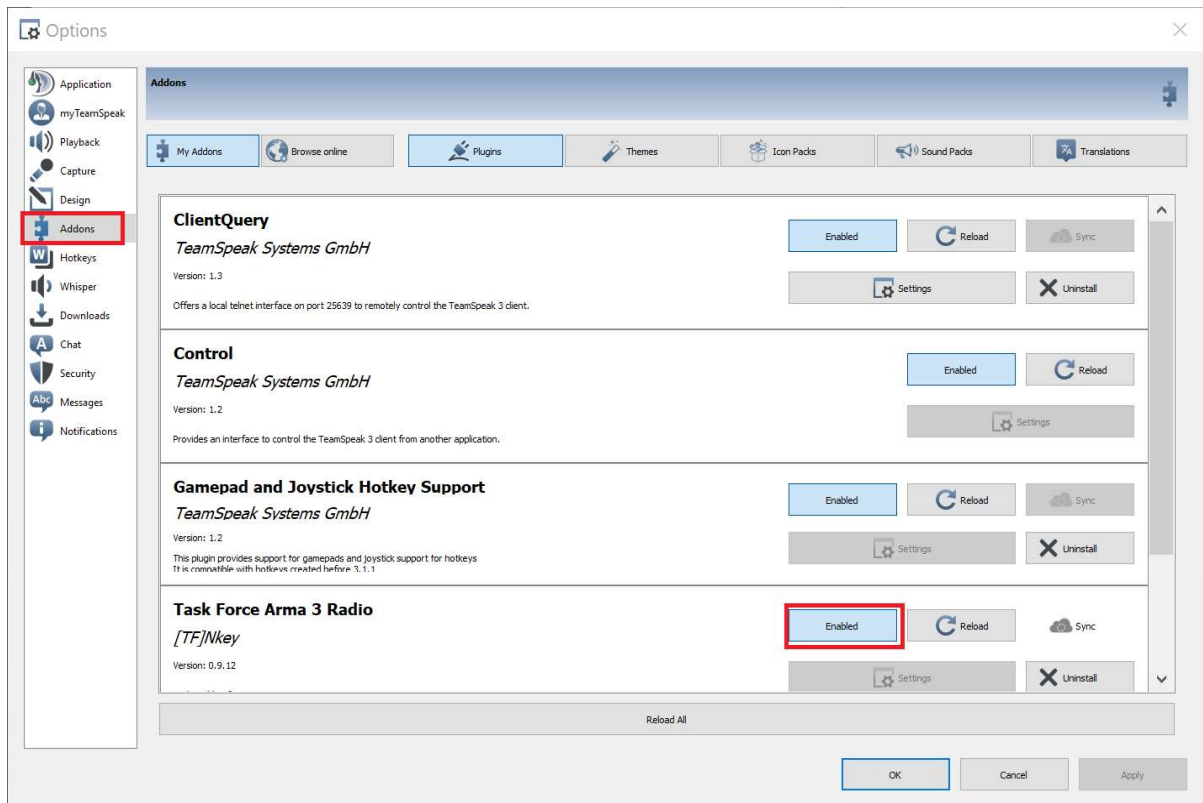 Options
Application
myTeamSpeak
Playback
Capture
Design
Addons
Hotkeys
Whisper
Downloads
Chat
Security
Messages
Notifications
Addons
My Addons Browse online Plugins Themes Icon Packs Sound Packs Translations
ClientQuery
TeamSpeak Systems GmbH
Version: 1.3
Offers a local telnet interface on port 25639 to remotely control the TeamSpeak 3 client.
Enabled Reload Sync
Settings Uninstall
Control
TeamSpeak Systems GmbH
Version: 1.2
Provides an interface to control the TeamSpeak 3 client from another application.
Enabled Reload
Settings
Gamepad and Joystick Hotkey Support
TeamSpeak Systems GmbH
Version: 1.2
This plugin provides support for gamepads and joystick support for hotkeys
It is compatible with hotkeys created before 3.1.1
Enabled Reload Sync
Settings Uninstall
Task Force Arma 3 Radio
[TF]Nkey
Version: 0.9.12
Enabled Reload Sync
Settings Uninstall
Reload All
OK Cancel Apply